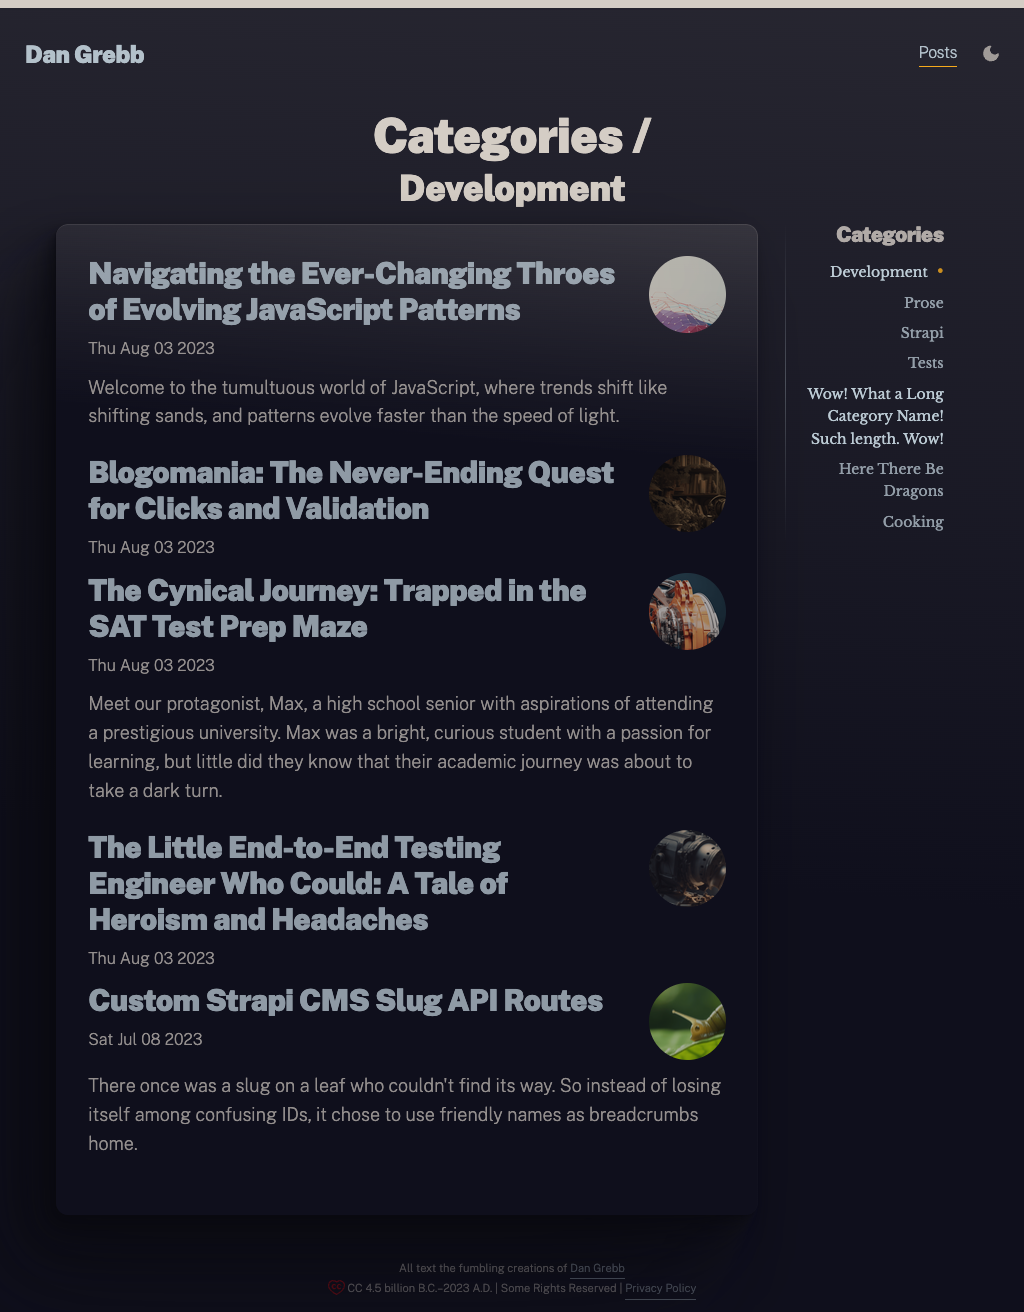 Dan Grebb
Posts
Categories /
Development
Navigating the Ever-Changing Throes
of Evolving JavaScript Patterns
Thu Aug 03 2023
Welcome to the tumultuous world of JavaScript, where trends shift like
shifting sands, and patterns evolve faster than the speed of light.
Blogomania: The Never-Ending Quest
for Clicks and Validation
Thu Aug 03 2023
The Cynical Journey: Trapped in the
SAT Test Prep Maze
Thu Aug 03 2023
Meet our protagonist, Max, a high school senior with aspirations of attending
a prestigious university. Max was a bright, curious student with a passion for
learning, but little did they know that their academic journey was about to
take a dark turn.
The Little End-to-End Testing
Engineer Who Could: A Tale of
Heroism and Headaches
Thu Aug 03 2023
Custom Strapi CMS Slug API Routes
Sat Jul 08 2023
There once was a slug on a leaf who couldn't find its way. So instead of losing
itself among confusing IDs, it chose to use friendly names as breadcrumbs
home.
Categories
Development •
Prose
Strapi
Tests
Wow! What a Long
Category Name!
Such length. Wow!
Here There Be
Dragons
Cooking
All text the fumbling creations of Dan Grebb
CC 4.5 billion B.C.–2023 A.D. | Some Rights Reserved | Privacy Policy